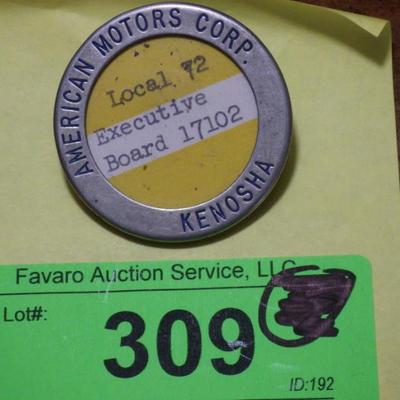 AMERICAN MOTORS CORP.
Local 72
Executive
Board 17102
KENOSHA
Favaro Auction Service, LLC
Lot#:
309
ID:192